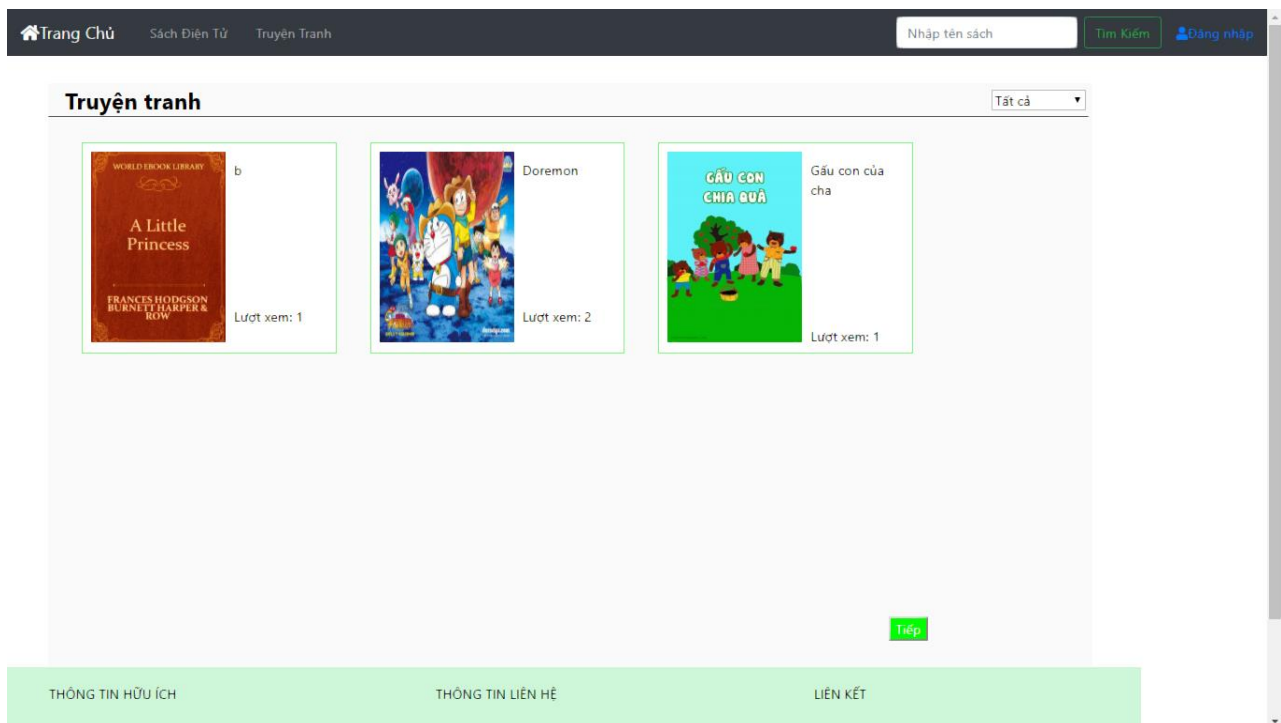 Trang Chủ Sách Điện Tử Truyện Tranh Nhập tên sách Tìm Kiếm Đăng nhập
Truyện tranh Tất cả
WORLD EBOOK LIBRARY
A Little
Princess
FRANCES HODGSON
BURNETT HARPER &
ROW
b
Lượt xem: 1
Doremon
Lượt xem: 2
GẤU CON
CHIA QUÀ
Gấu con của
cha
Lượt xem: 1
Tiếp
THÔNG TIN HỮU ÍCH THÔNG TIN LIÊN HỆ LIÊN KẾT